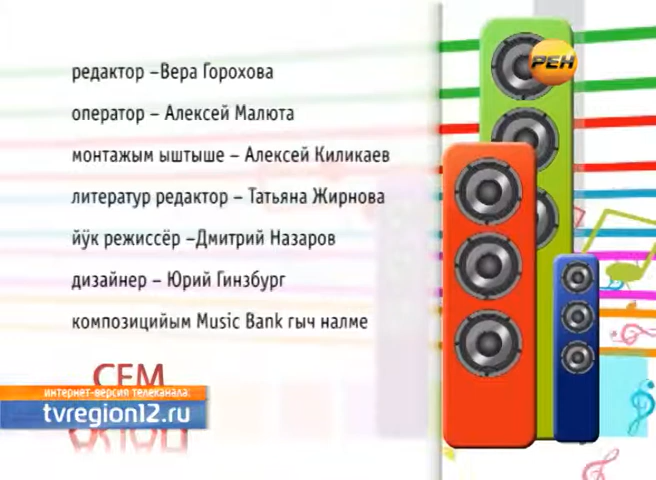 РЕН
редактор –Вера Горохова
оператор – Алексей Малюта
монтажым ыштыше – Алексей Киликаев
литератур редактор – Татьяна Жирнова
йӱк режиссёр –Дмитрий Назаров
дизайнер – Юрий Гинзбург
композицийым Music Bank гыч налме
СЕМ
интернет-версия телеканала:
tvregion12.ru